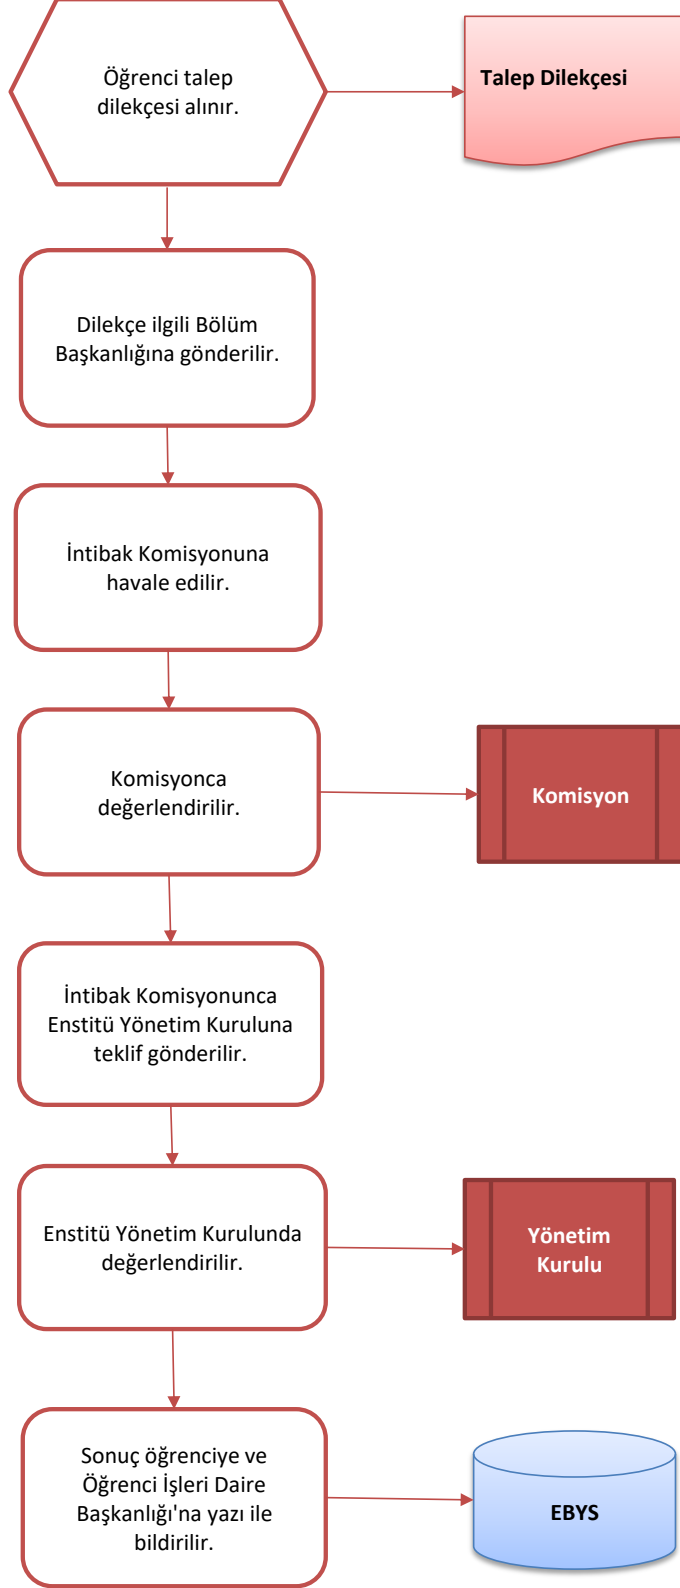 Öğrenci talep
dilekçesi alınır.
Talep Dilekçesi
Dilekçe ilgili Bölüm
Başkanlığına gönderilir.
İntibak Komisyonuna
havale edilir.
Komisyonca
değerlendirilir.
Komisyon
İntibak Komisyonunca
Enstitü Yönetim Kuruluna
teklif gönderilir.
Enstitü Yönetim Kurulunda
değerlendirilir.
Yönetim
Kurulu
Sonuç öğrenciye ve
Öğrenci İşleri Daire
Başkanlığı'na yazı ile
bildirilir.
EBYS